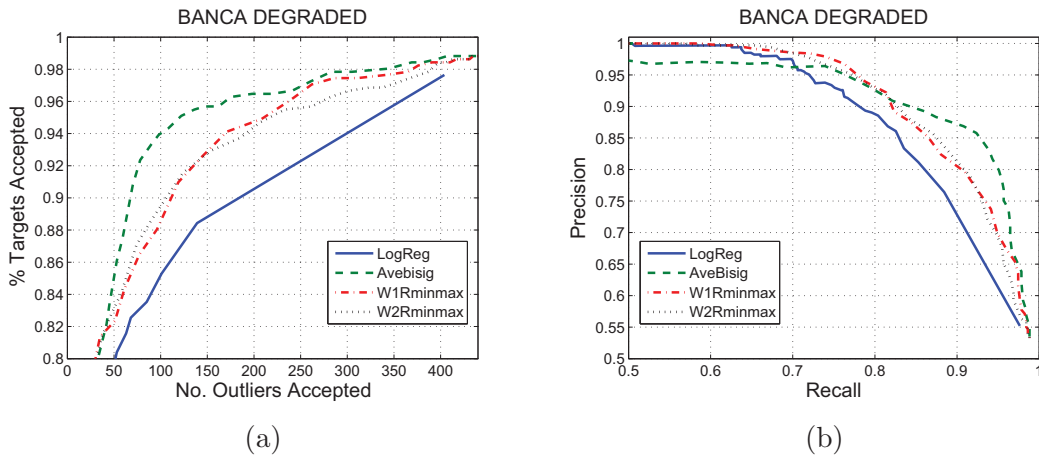 BANCA DEGRADED
% Targets Accepted
1
0.98
0.96
0.94
0.92
0.9
0.88
0.86
0.84
0.82
0.8
0 50 100 150 200 250 300 350 400
No. Outliers Accepted
LogReg
Avebisig
W1Rminmax
W2Rminmax
(a)
BANCA DEGRADED
Precision
1
0.95
0.9
0.85
0.8
0.75
0.7
0.65
0.6
0.55
0.5
0.5 0.6 0.7 0.8 0.9 1
Recall
LogReg
AveBisig
W1Rminmax
W2Rminmax
(b)